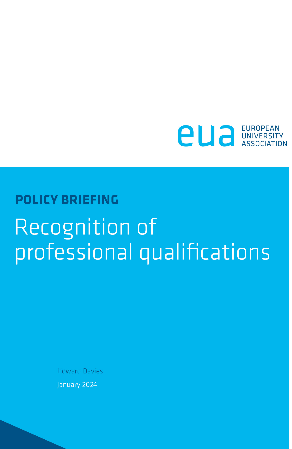 eua EUROPEAN
UNIVERSITY
ASSOCIATION
POLICY BRIEFING
Recognition of
professional qualifications
January 2024